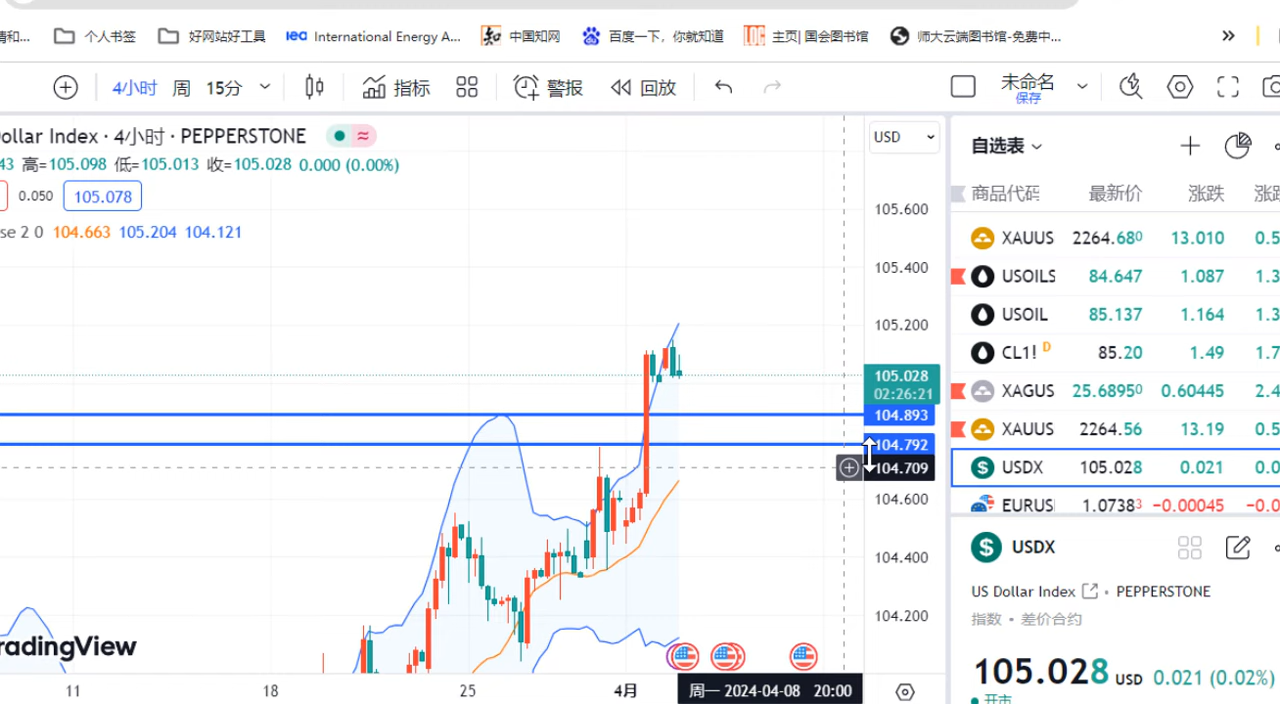 情和... 个人书签 好网站好工具 iea International Energy A... 中国知网 百度一下，你就知道 主页| 国会图书馆 师大云端图书馆-免费中... »
4小时 周 15分 指标 警报 回放 未命名
保存
Dollar Index · 4小时 · PEPPERSTONE
43 高=105.098 低=105.013 收=105.028 0.000 (0.00%)
0.050 105.078
se 2 0 104.663 105.204 104.121
USD
105.600
105.400
105.200
105.028
02:26:21
104.893
104.792
104.709
104.600
104.400
104.200
radingView
11 18 25 4月 周一 2024-04-08 20:00
自选表
商品代码 最新价 涨跌 涨跌
XAUUS 2264.680 13.010 0.5
USOILS 84.647 1.087 1.3
USOIL 85.137 1.164 1.3
CL1! D 85.20 1.49 1.7
XAGUS 25.68950 0.60445 2.4
XAUUS 2264.56 13.19 0.5
USDX 105.028 0.021 0.0
EURUS 1.07383 −0.00045 −0.0
USDX
US Dollar Index · PEPPERSTONE
指数 · 差价合约
105.028 USD 0.021 (0.02%)
开市